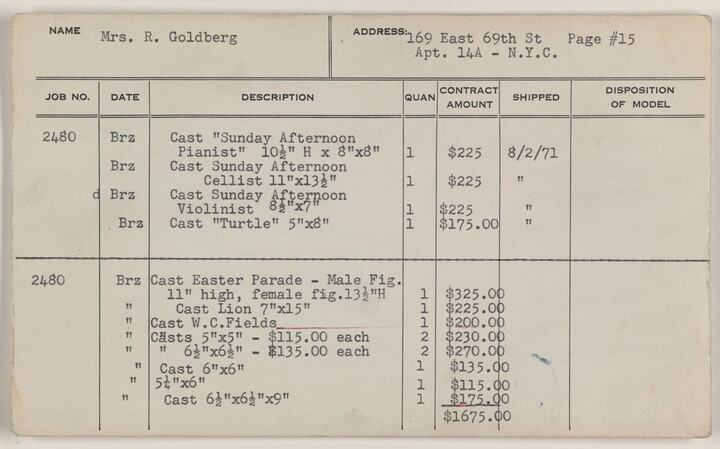 NAME Mrs. R. Goldberg ADDRESS: 169 East 69th St Page #15
Apt. 14A - N.Y.C.
JOB NO. DATE DESCRIPTION QUAN CONTRACT AMOUNT SHIPPED DISPOSITION OF MODEL
2480 Brz Cast "Sunday Afternoon
Pianist" 10½" H x 8"x8" 1 $225 8/2/71
Brz Cast Sunday Afternoon
Cellist 11"x13½" 1 $225 "
d Brz Cast Sunday Afternoon
Violinist 8½"x7" 1 $225 "
Brz Cast "Turtle" 5"x8" 1 $175.00 "
2480 Brz Cast Easter Parade - Male Fig.
11" high, female fig.13½"H 1 $325.00
" Cast Lion 7"x15" 1 $225.00
" Cast W.C.Fields 1 $200.00
" Casts 5"x5" - $115.00 each 2 $230.00
" " 6½"x6½" - $135.00 each 2 $270.00
" Cast 6"x6" 1 $135.00
" 5¼"x6" 1 $115.00
" Cast 6½"x6½"x9" 1 $175.00
$1675.00